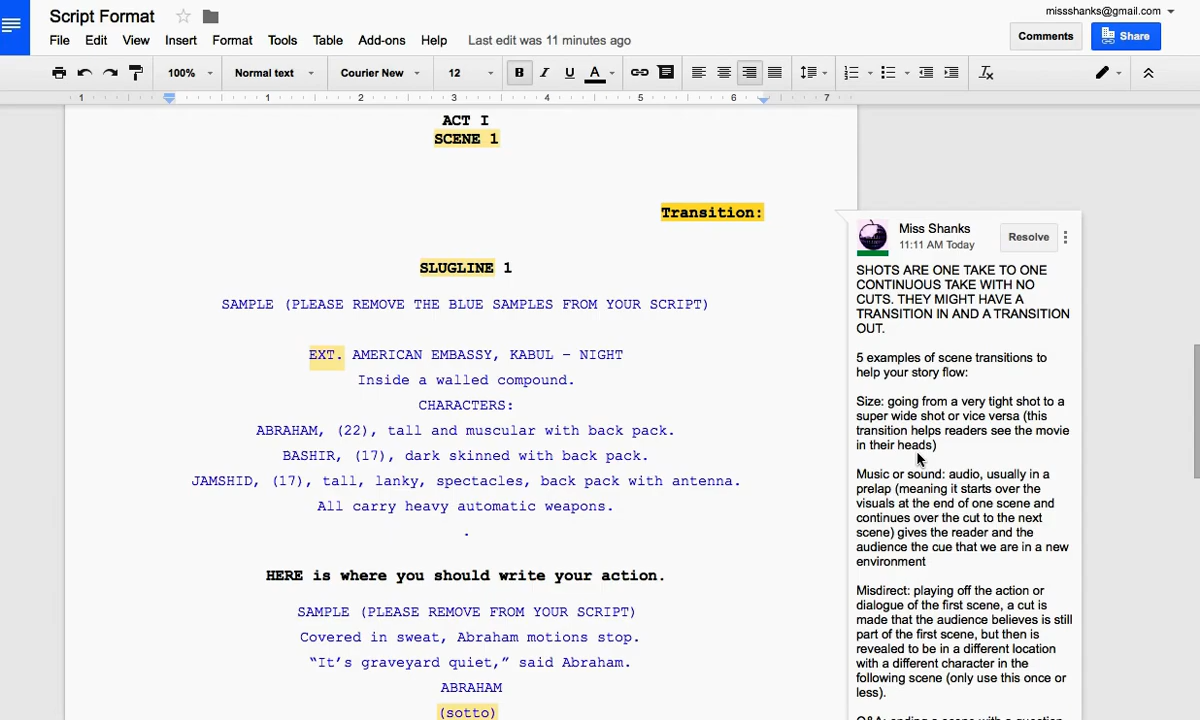 Script Format
missshanks@gmail.com
File Edit View Insert Format Tools Table Add-ons Help Last edit was 11 minutes ago
Comments
Share
100% Normal text Courier New 12 B I U A
1 1 2 3 4 5 6 7
ACT I
SCENE 1
Transition:
SLUGLINE 1
SAMPLE (PLEASE REMOVE THE BLUE SAMPLES FROM YOUR SCRIPT)
EXT. AMERICAN EMBASSY, KABUL – NIGHT
Inside a walled compound.
CHARACTERS:
ABRAHAM, (22), tall and muscular with back pack.
BASHIR, (17), dark skinned with back pack.
JAMSHID, (17), tall, lanky, spectacles, back pack with antenna.
All carry heavy automatic weapons.
.
HERE is where you should write your action.
SAMPLE (PLEASE REMOVE FROM YOUR SCRIPT)
Covered in sweat, Abraham motions stop.
“It’s graveyard quiet,” said Abraham.
ABRAHAM
(sotto)
Miss Shanks
11:11 AM Today
Resolve
SHOTS ARE ONE TAKE TO ONE
CONTINUOUS TAKE WITH NO
CUTS. THEY MIGHT HAVE A
TRANSITION IN AND A TRANSITION
OUT.
5 examples of scene transitions to
help your story flow:
Size: going from a very tight shot to a
super wide shot or vice versa (this
transition helps readers see the movie
in their heads)
Music or sound: audio, usually in a
prelap (meaning it starts over the
visuals at the end of one scene and
continues over the cut to the next
scene) gives the reader and the
audience the cue that we are in a new
environment
Misdirect: playing off the action or
dialogue of the first scene, a cut is
made that the audience believes is still
part of the first scene, but then is
revealed to be in a different location
with a different character in the
following scene (only use this once or
less).
Q&A: ending a scene with a question